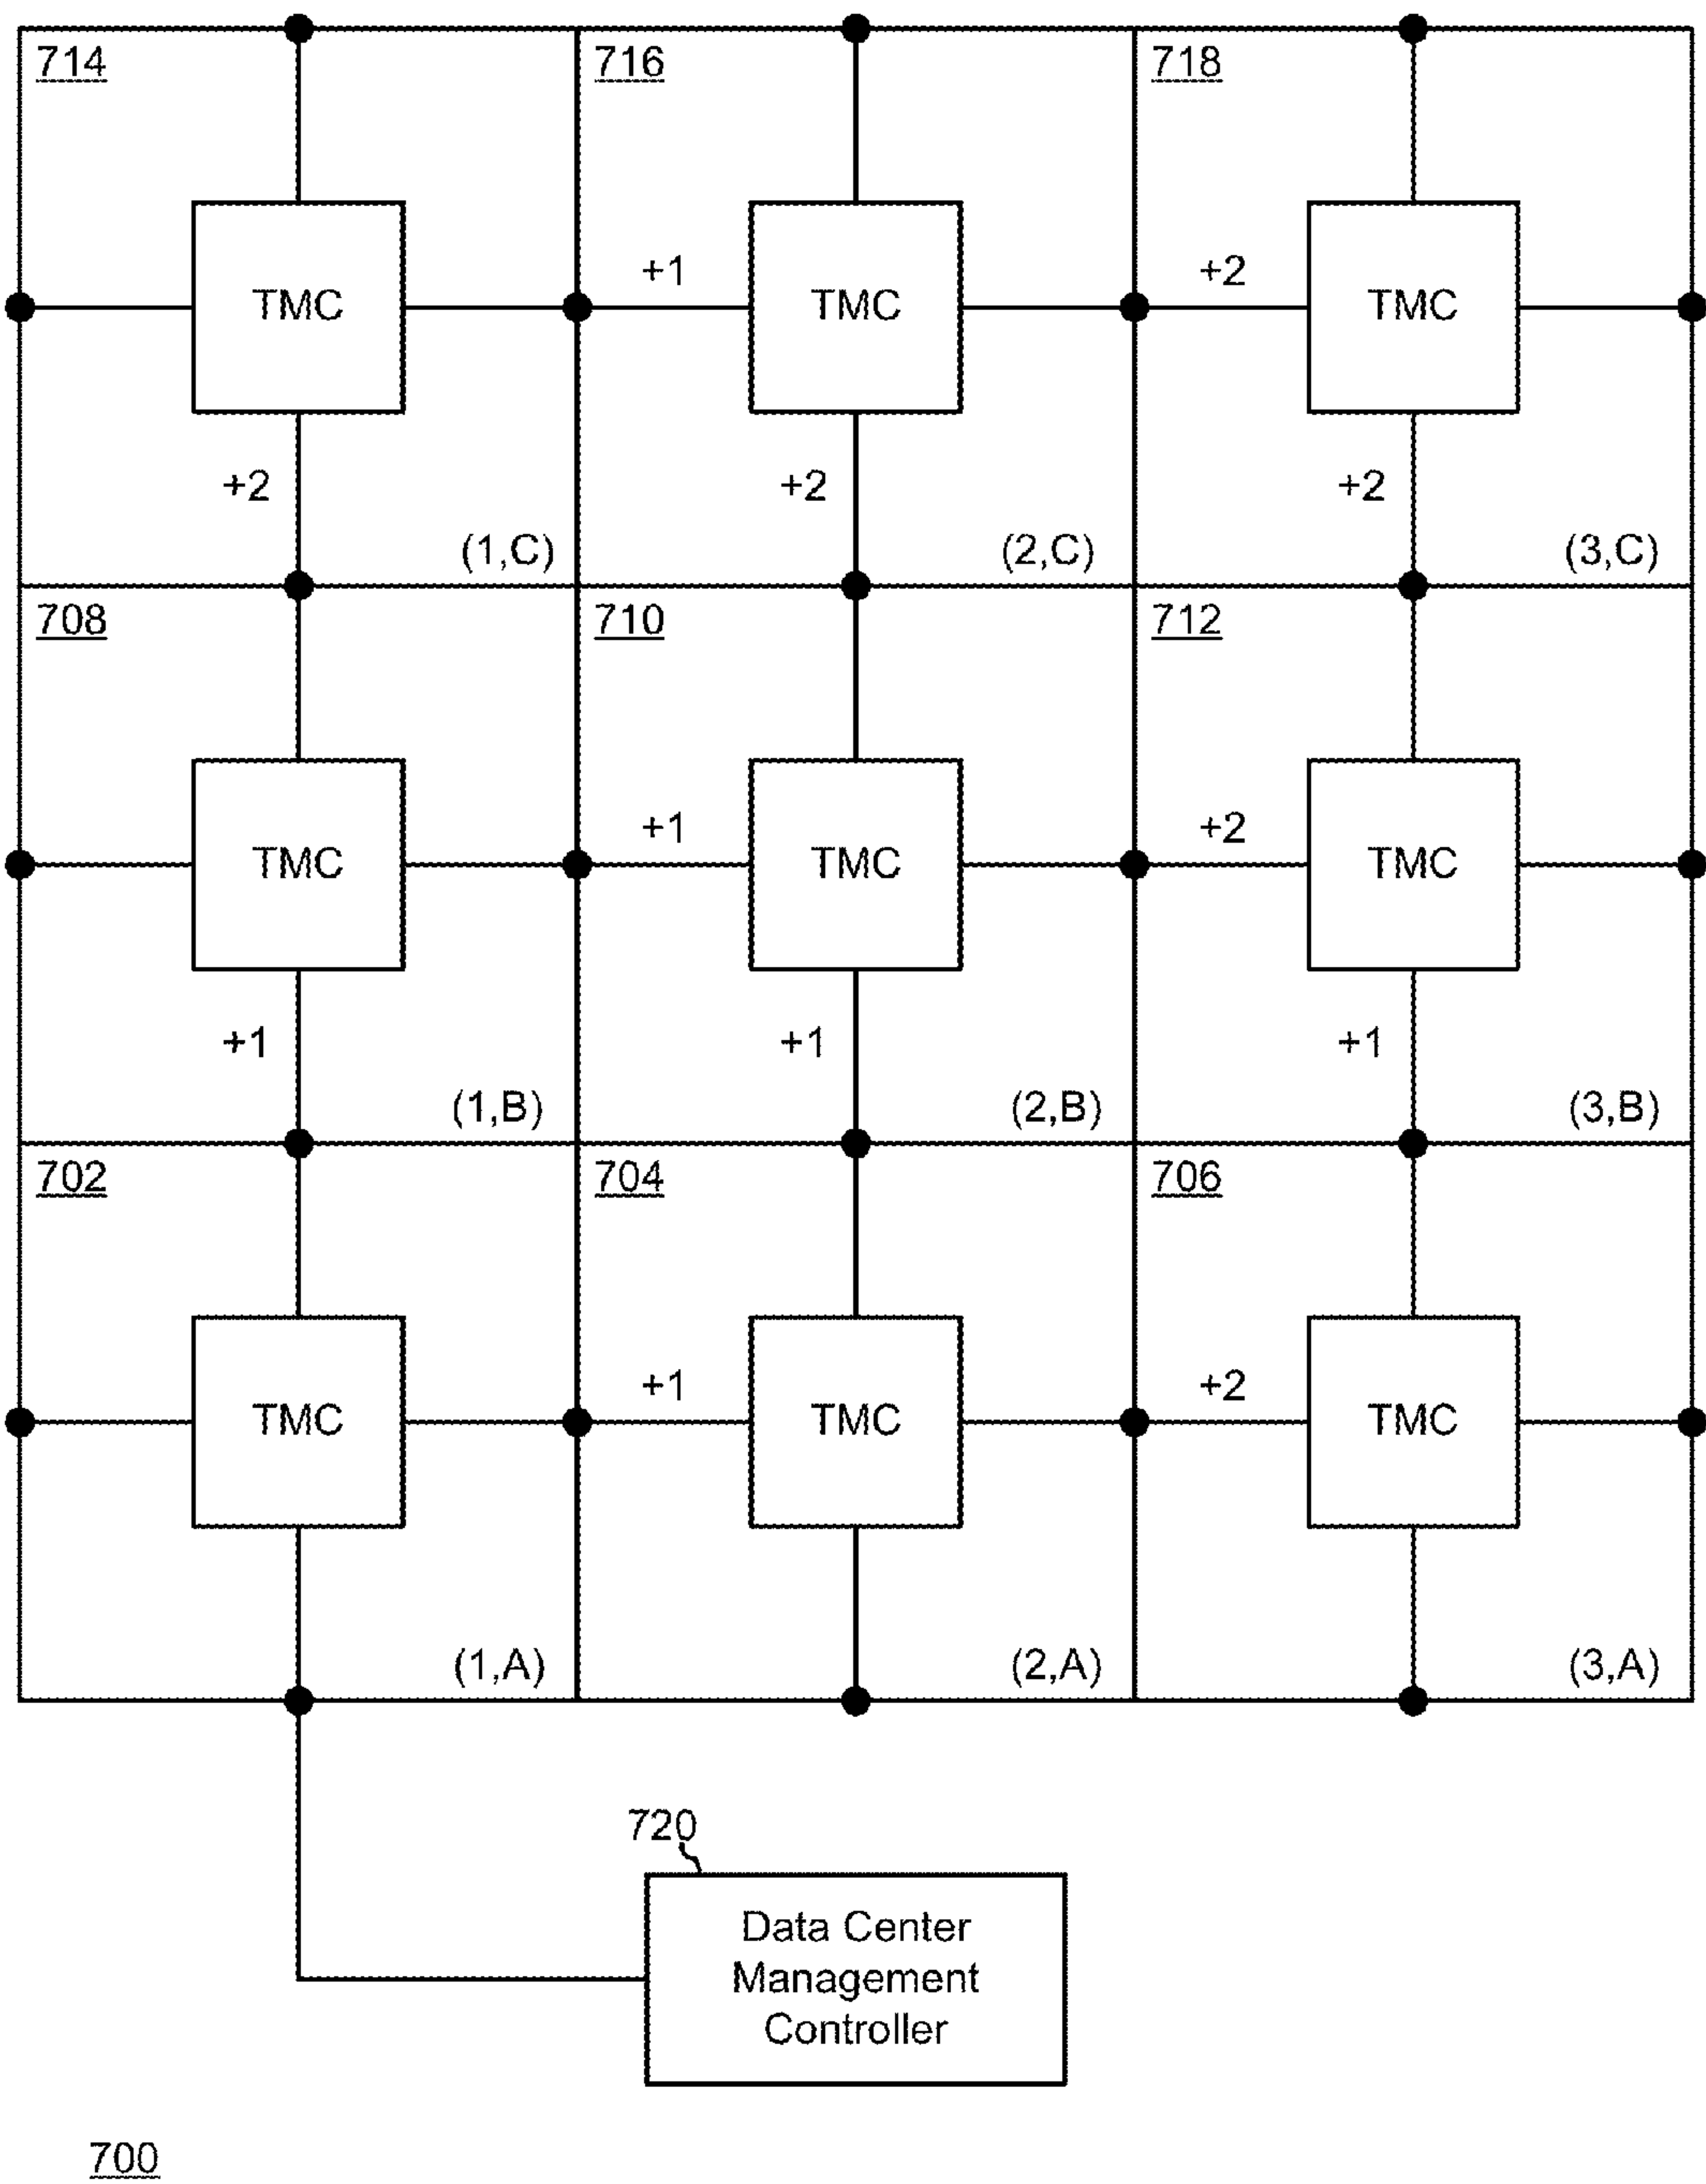 714 716 718
+1 +2
TMC TMC TMC
+2 +2 +2
(1,C) (2,C) (3,C)
708 710 712
+1 +2
TMC TMC TMC
+1 +1 +1
(1,B) (2,B) (3,B)
702 704 706
+1 +2
TMC TMC TMC
(1,A) (2,A) (3,A)
720
Data Center
Management
Controller
700